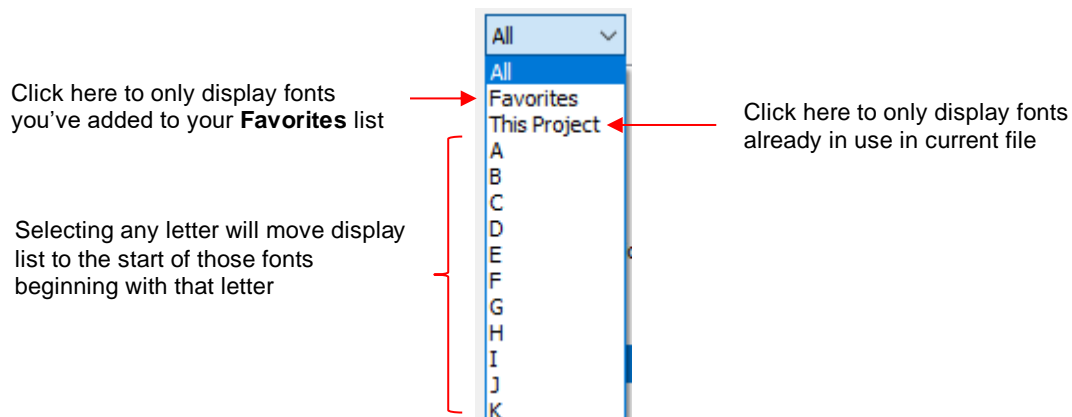 All
All
Favorites
This Project
A
B
C
D
E
F
G
H
I
J
K
Click here to only display fonts
you've added to your Favorites list
Click here to only display fonts
already in use in current file
Selecting any letter will move display
list to the start of those fonts
beginning with that letter